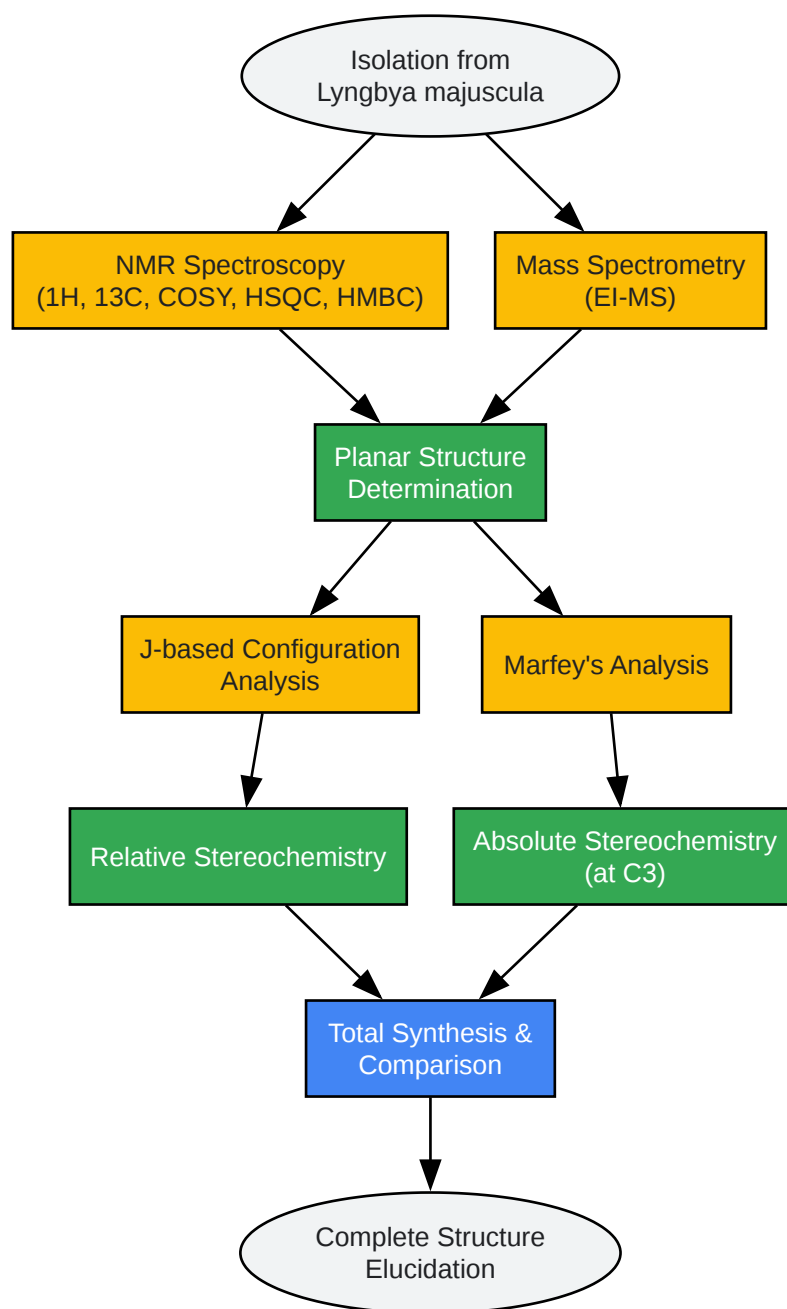 Isolation from
Lyngbya majuscula
NMR Spectroscopy
(1H, 13C, COSY, HSQC, HMBC)
Mass Spectrometry
(EI-MS)
Planar Structure
Determination
J-based Configuration
Analysis
Marfey's Analysis
Relative Stereochemistry
Absolute Stereochemistry
(at C3)
Total Synthesis &
Comparison
Complete Structure
Elucidation